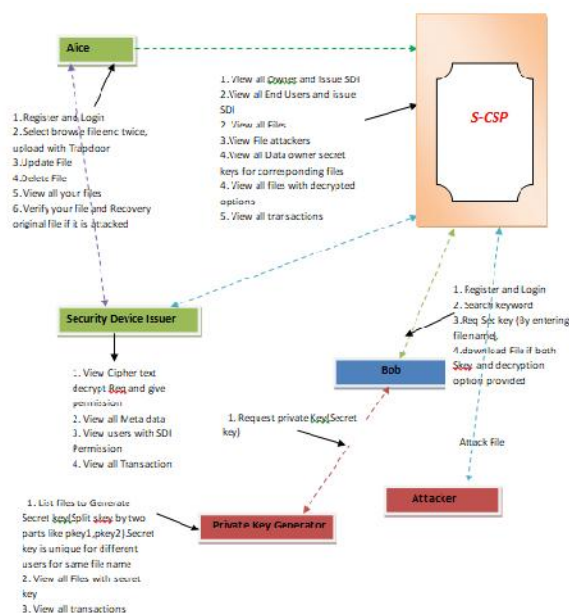 Alice
1. Register and Login
2. Select browse file enc twice,
upload with Trapdoor
3.Update File
4.Delete File
5.View all your files
6. Verify your file and Recovery
original file if it is attacked
1. View all Owner and Issue SDI
2.View all End Users and issue
SDI
2. View all Files
3.View File attackers
4.View all Data owner secret
keys for corresponding files
4. View all files with decrypted
options
5. View all transactions
S-CSP
Security Device Issuer
1. View Cipher text
decrypt Req and give
permission
2. View all Meta data
3. View users with SDI
Permission
4. View all Transaction
1. Register and Login
2. Search keyword
3.Req Sec key (By entering
filename),
4.download File if both
Skey and decryption
option provided
Bob
1. Request private Key(Secret
key)
Attack File
Attacker
1. List files to Generate
Secret key(Split skey by two
parts like pkey1,pkey2).Secret
key is unique for different
users for same file name
2. View all Files with secret
key
3. View all transactions
Private Key Generator